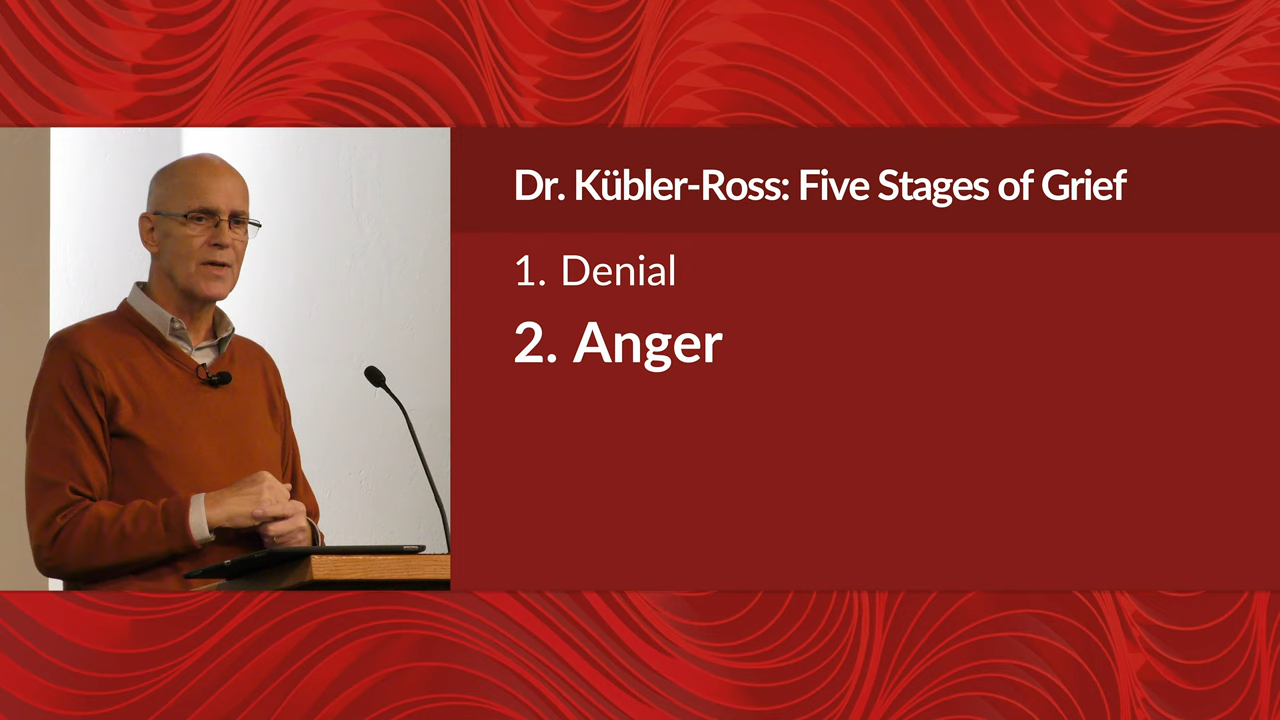 Dr. Kübler-Ross: Five Stages of Grief
1. Denial
2. Anger